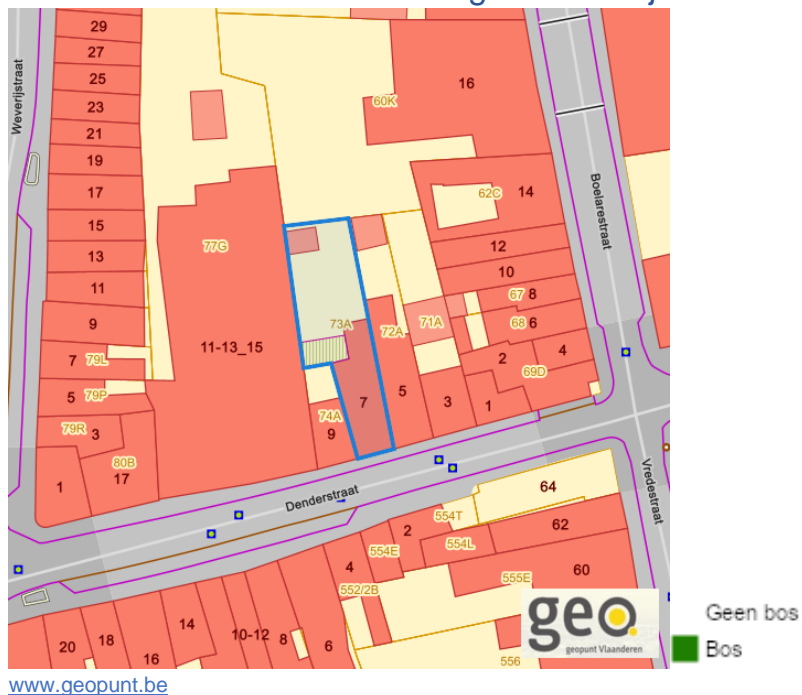 29
27
25
23
21
19
17
15
13
11
9
7 79L
5 79P
79R 3
1
80B
17
Weverijstraat
77G
11-13_15
60K
16
62C 14
12
10
67 8
68 6
4
2
69D
1
3
71A
72A
5
73A
7
74A
9
Boelarestraat
Denderstraat
Vredestraat
64
554T
62
2
554L
554E
4
552/2B
555E
60
556
6
8
10-12
14
16
18
20
geo.
geopunt Vlaanderen
Geen bos
Bos
www.geopunt.be